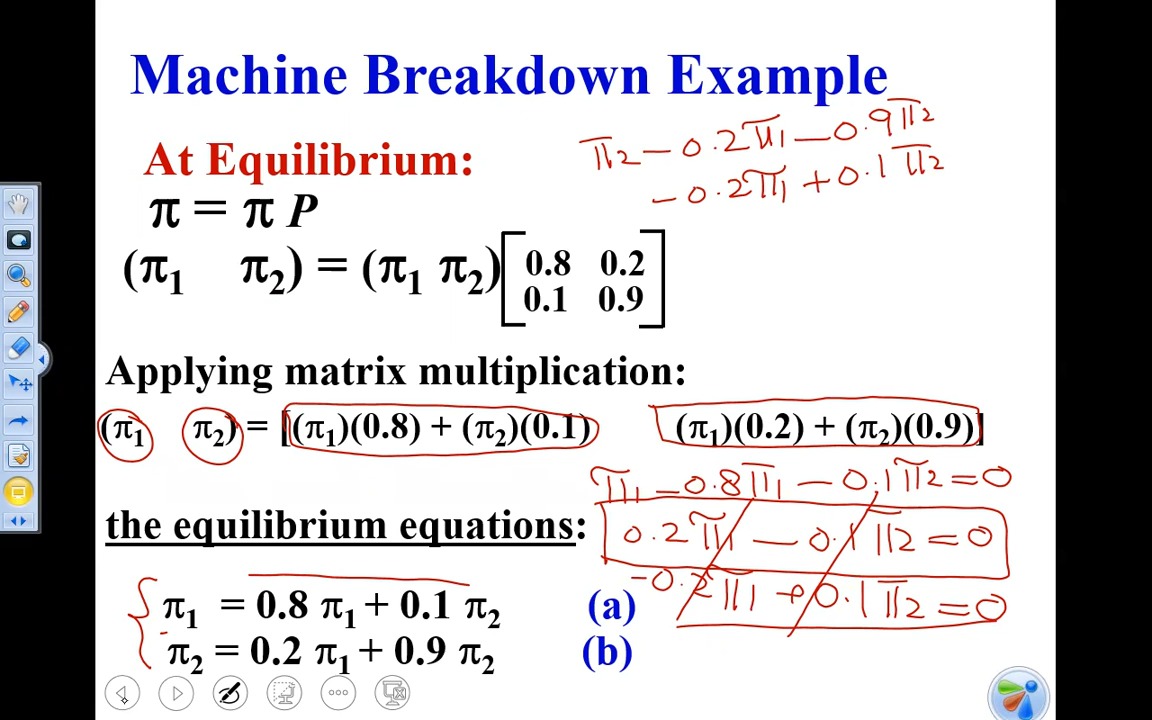 Machine Breakdown Example
π2 — 0.2π1 — 0.9π2
At Equilibrium:
— 0.2π1 + 0.1π2
π = π P
(π1 π2) = (π1 π2) [0.8 0.2
0.1 0.9]
Applying matrix multiplication:
(π1 π2) = [(π1)(0.8) + (π2)(0.1) (π1)(0.2) + (π2)(0.9)]
π1 — 0.8π1 — 0.1π2 = 0
the equilibrium equations:
0.2π1 — 0.1π2 = 0
-0.2π1 + 0.1π2 = 0
π1 = 0.8 π1 + 0.1 π2 (a)
π2 = 0.2 π1 + 0.9 π2 (b)